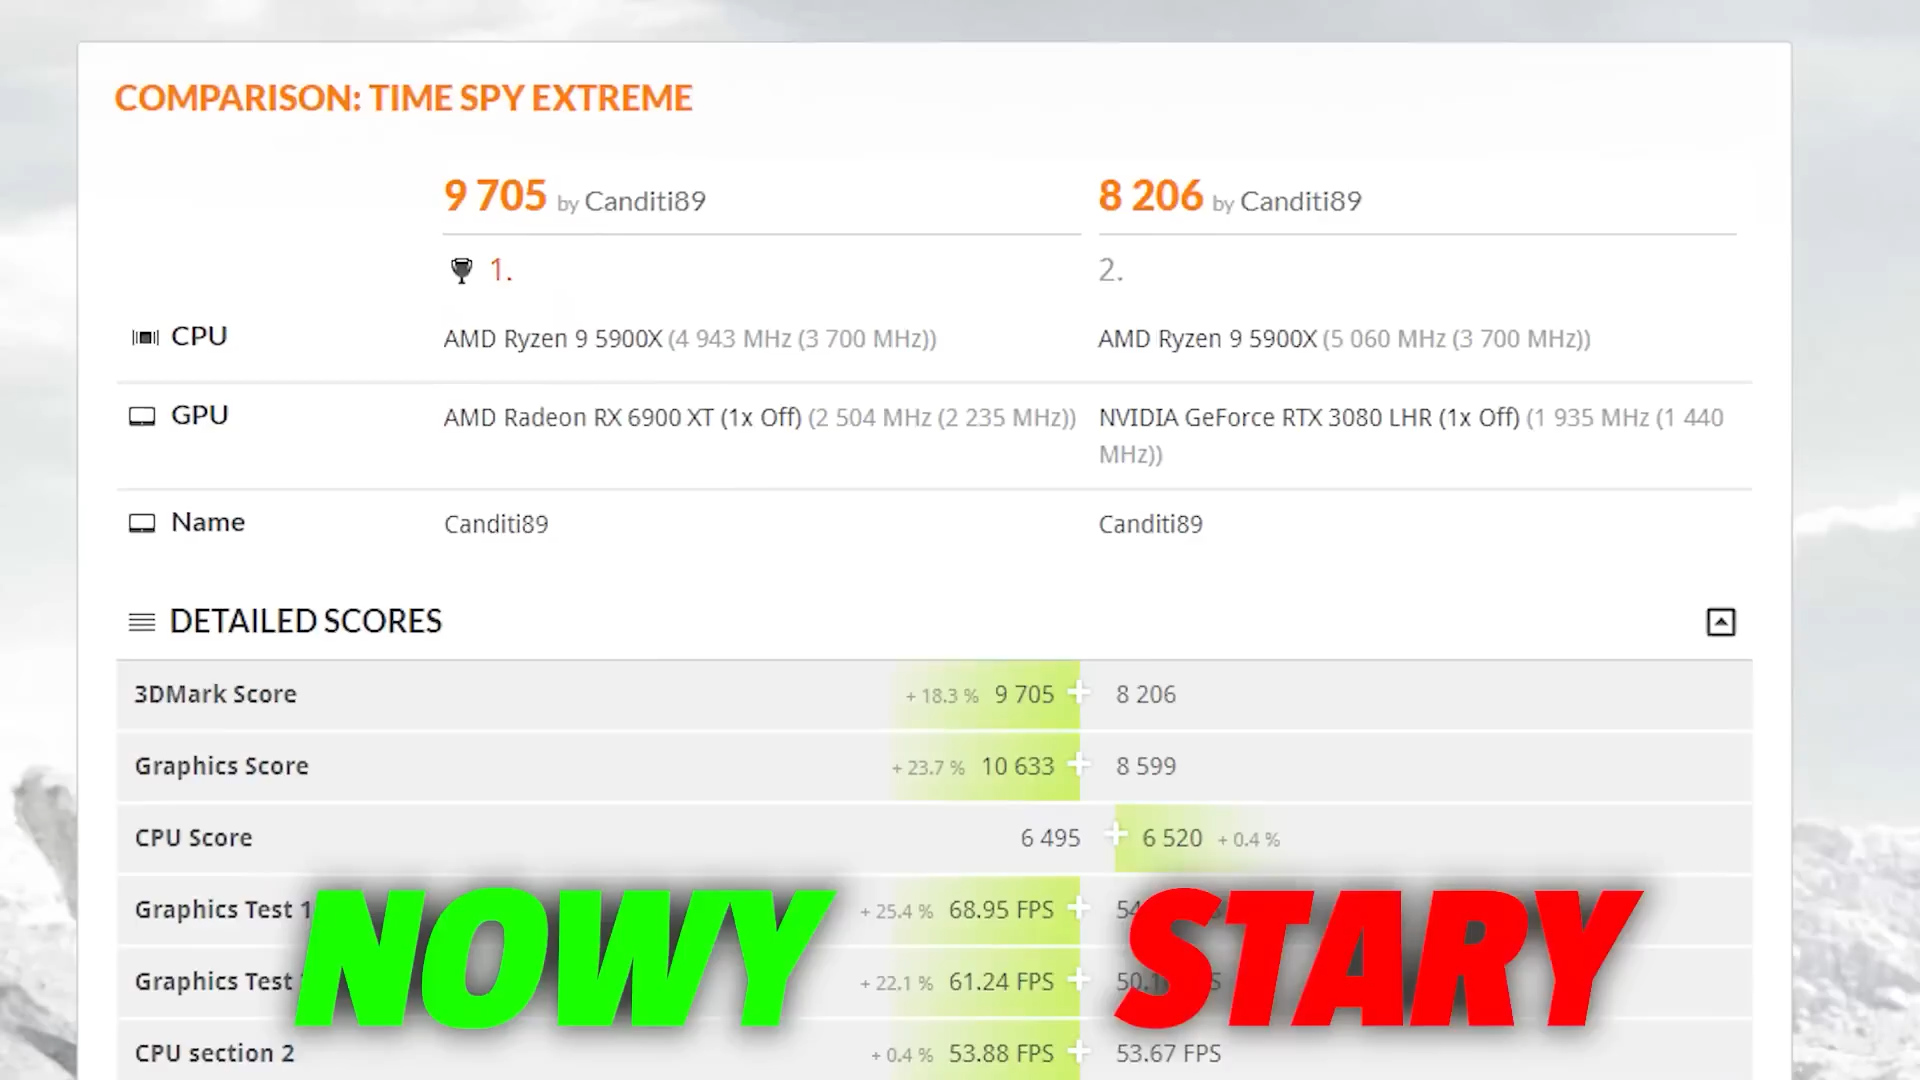 COMPARISON: TIME SPY EXTREME
9 705 by Canditi89
8 206 by Canditi89
1.
2.
CPU
AMD Ryzen 9 5900X (4 943 MHz (3 700 MHz))
AMD Ryzen 9 5900X (5 060 MHz (3 700 MHz))
GPU
AMD Radeon RX 6900 XT (1x Off) (2 504 MHz (2 235 MHz))
NVIDIA GeForce RTX 3080 LHR (1x Off) (1 935 MHz (1 440
MHz))
Name
Canditi89
Canditi89
DETAILED SCORES
3DMark Score + 18.3 % 9 705 8 206
Graphics Score + 23.7 % 10 633 8 599
CPU Score 6 495 6 520 + 0.4 %
Graphics Test 1 + 25.4 % 68.95 FPS
NOWY
STARY
Graphics Test + 22.1 % 61.24 FPS
CPU section 2 + 0.4 % 53.88 FPS 53.67 FPS